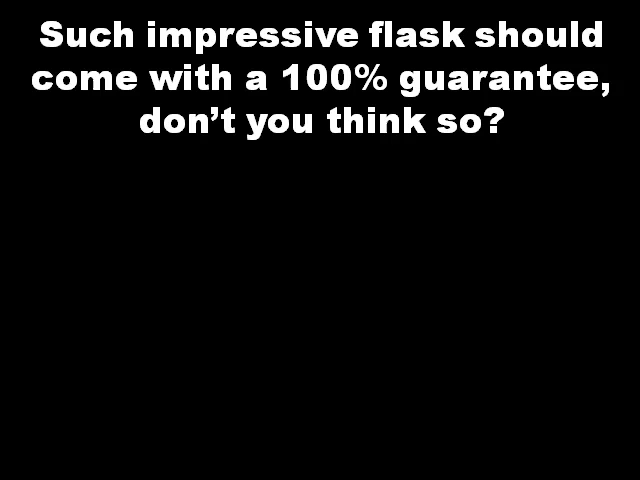 Such impressive flask should
come with a 100% guarantee,
don’t you think so?